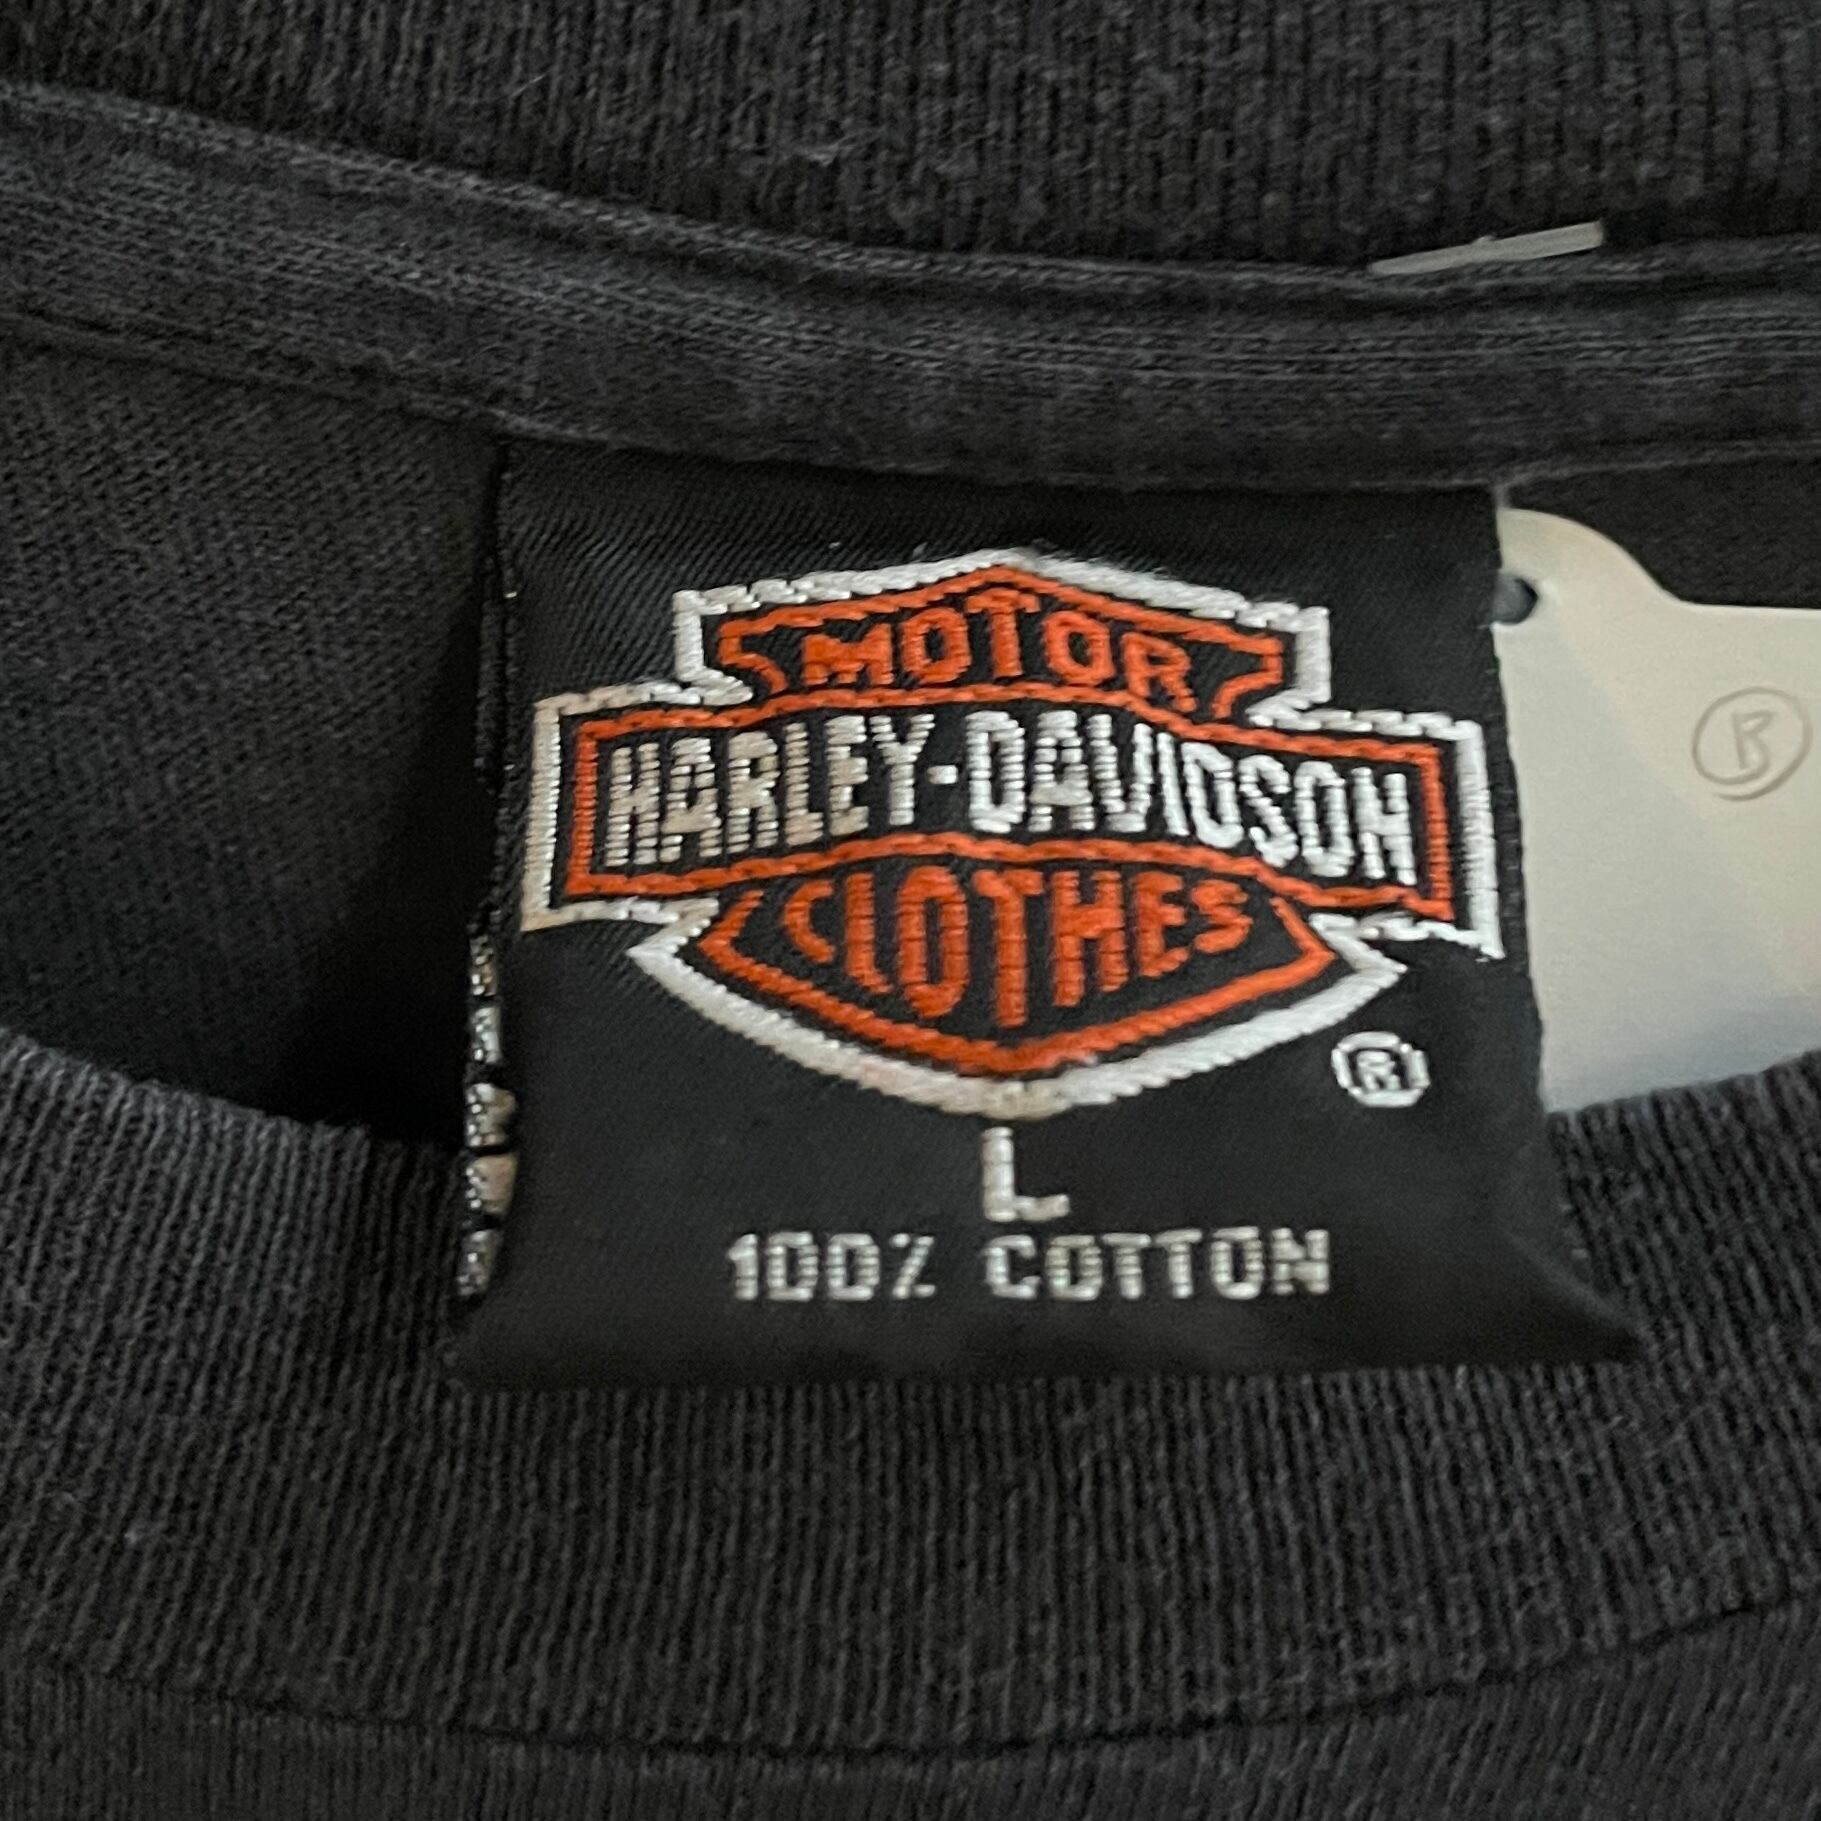 MOTOR
HARLEY-DAVIDSON
CLOTHES
®
L
100% COTTON
B